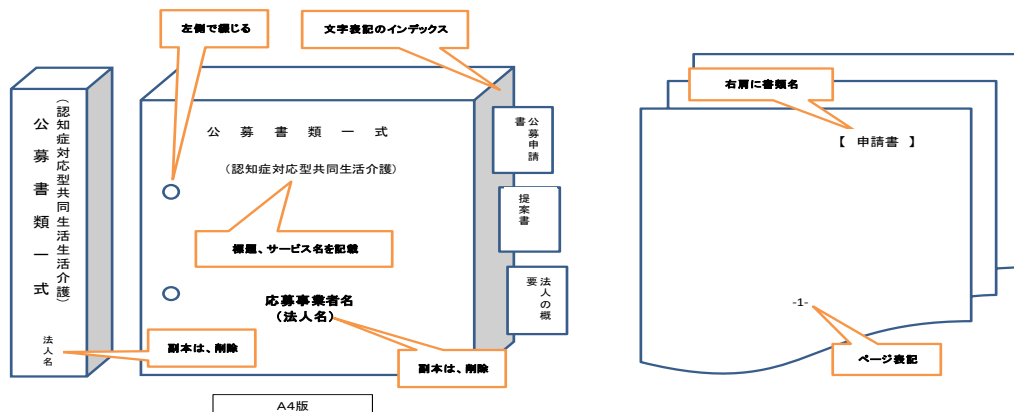 左側で綴じる
文字表記のインデックス
(認知症対応型共同生活生活介護)
公募書類一式
法人名
公募書類一式
(認知症対応型共同生活介護)
標題、サービス名を記載
応募事業者名
(法人名)
副本は、削除
副本は、削除
公募申請
書
提案書
法人の概
要
A4版
右肩に書類名
【 申請書 】
-1-
ページ表記